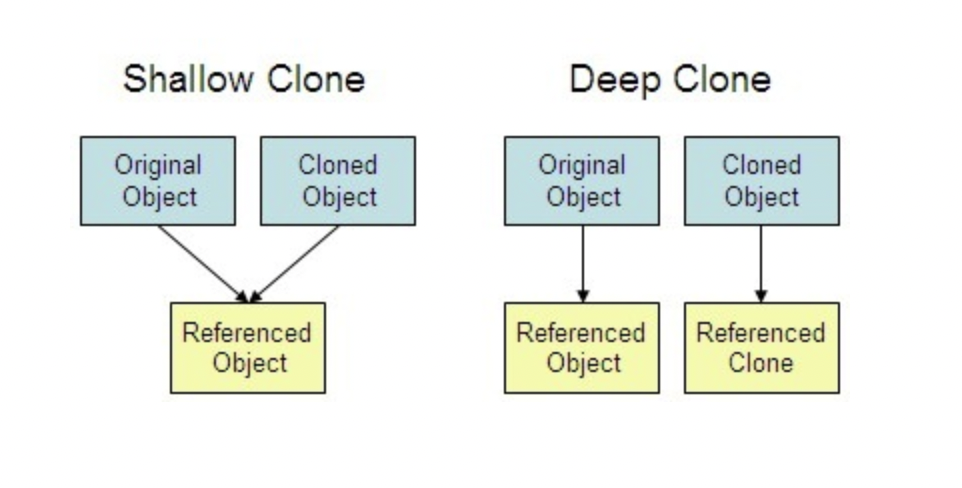 Shallow Clone
Original
Object
Cloned
Object
Referenced
Object
Deep Clone
Original
Object
Cloned
Object
Referenced
Object
Referenced
Clone